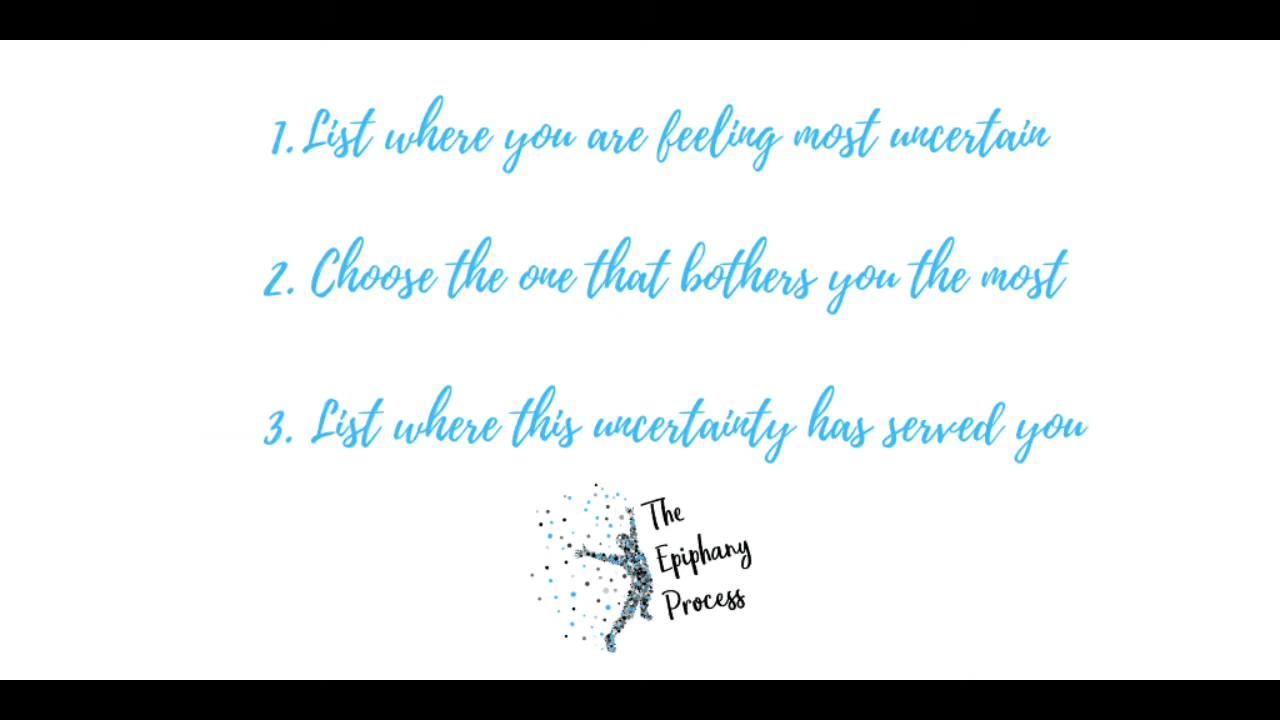 1. List where you are feeling most uncertain
2. Choose the one that bothers you the most
3. List where this uncertainty has served you
The
Epiphany
Process